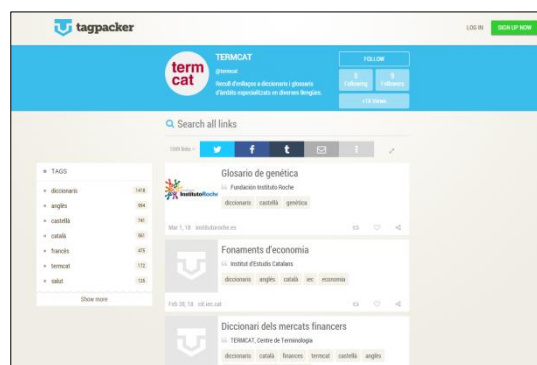 tagpacker
LOG IN
SIGN UP NOW
term
cat
TERMCAT
@termcat
Recull d'enllaços a diccionaris i glossaris
d'àmbits especialitzats en diverses llengües.
FOLLOW
Following
Followers
Views
Search all links
links
TAGS
diccionaris 1418
anglès
castellà
català
francès
termcat 172
salut
Show more
InstitutoRoche
Glosario de genética
Fundación Instituto Roche
diccionaris castellà genètica
Mar 1, 18 institutoroche.es
Fonaments d'economia
Institut d'Estudis Catalans
diccionaris anglès català iec economia
Feb 28, 18 cit.iec.cat
Diccionari dels mercats financers
TERMCAT, Centre de Terminologia
diccionaris català finances termcat castellà anglès